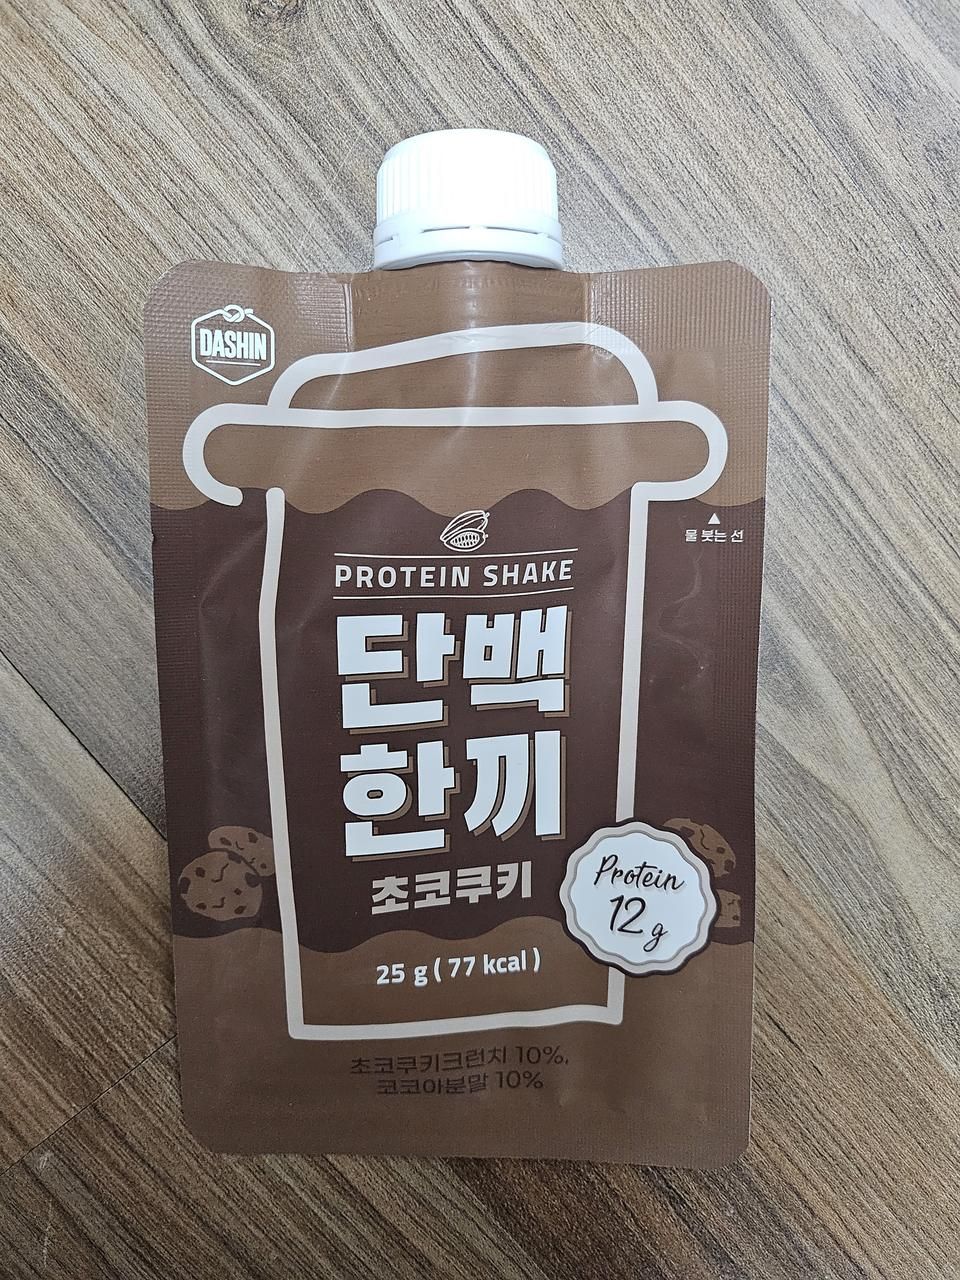 DASHIN
물 붓는 선
PROTEIN SHAKE
단백
한끼
초코쿠키
Protein
12g
25 g ( 77 kcal )
초코쿠키크런치 10%,
코코아분말 10%